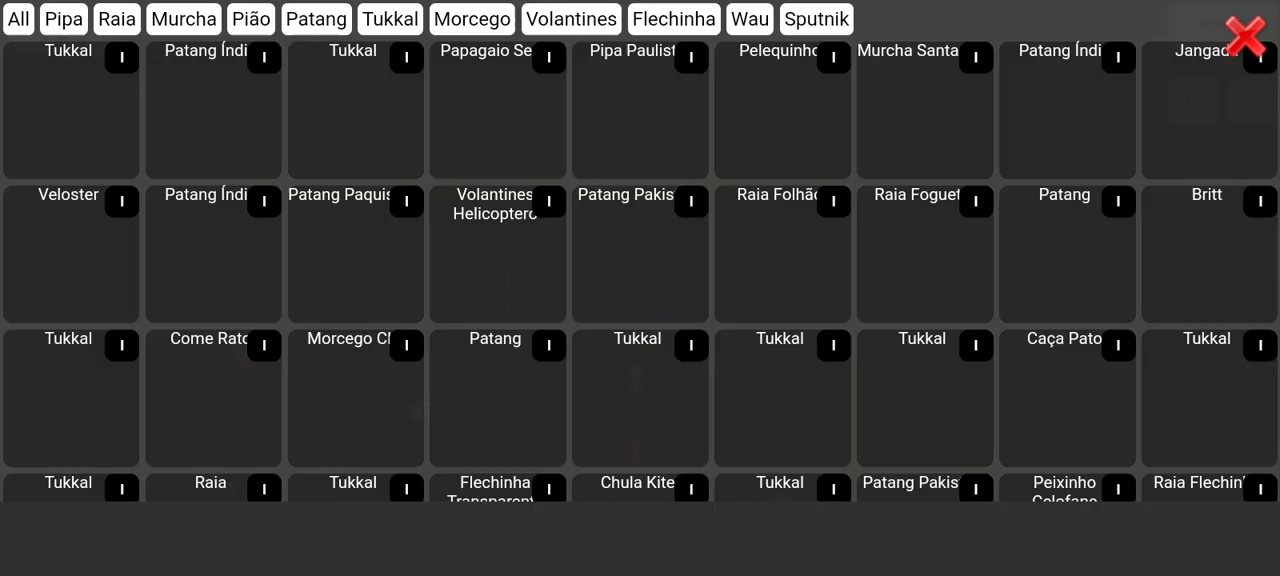 All Pipa Raia Murcha Pião Patang Tukkal Morcego Volantines Flechinha Wau Sputnik
Tukkal I Patang Índi I Tukkal I Papagaio Se I Pipa Paulist I Pelequinho I Murcha Santa I Patang Índi I Jangad I
Veloster I Patang Índi I Patang Paquis I Volantines I Patang Pakis I Raia Folhão I Raia Foguet I Patang I Britt I
Helicoptero
Tukkal I Come Rato I Morcego I Patang I Tukkal I Tukkal I Tukkal I Caça Pato I Tukkal I
Tukkal I Raia I Tukkal I Flechinha I Chula Kite I Tukkal I Patang Pakis I Peixinho I Raia Flechin I
Transparent Celofane